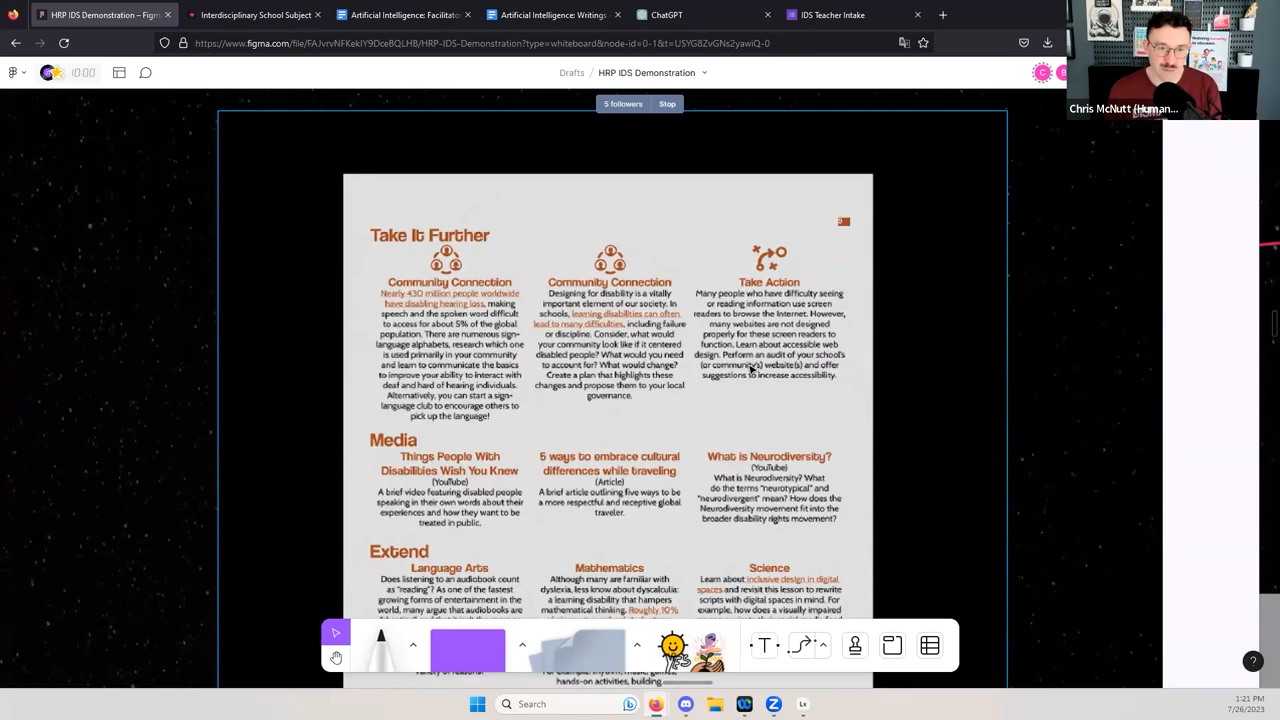 HRP IDS Demonstration – Figm
Interdisciplinary School Subject
Artificial Intelligence: Facilitat
Artificial Intelligence: Writings
ChatGPT
IDS Teacher Intake
10:00
Drafts / HRP IDS Demonstration
5 followers Stop
Chris McNutt (Human...
Take It Further
Community Connection
Nearly 430 million people worldwide
have disabling hearing loss, making
speech and the spoken word difficult
to access for about 5% of the global
population. There are numerous sign-
language alphabets, research which one
is used primarily in your community
and learn to communicate the basics
to improve your ability to interact with
deaf and hard of hearing individuals.
Alternatively, you can start a sign-
language club to encourage others to
pick up the language!
Community Connection
Designing for disability is a vitally
important element of our society. In
schools, learning disabilities can often
lead to many difficulties, including failure
or discipline. Consider, what would
your community look like if it centered
disabled people? What would you need
to account for? What would change?
Create a plan that highlights these
changes and propose them to your local
governance.
Take Action
Many people who have difficulty seeing
or reading information use screen
readers to browse the Internet. However,
many websites are not designed
properly for these screen readers to
function. Learn about accessible web
design. Perform an audit of your school's
(or community's) website(s) and offer
suggestions to increase accessibility.
Media
Things People With
Disabilities Wish You Knew
(YouTube)
A brief video featuring disabled people
speaking in their own words about their
experiences and how they want to be
treated in public.
5 ways to embrace cultural
differences while traveling
(Article)
A brief article outlining five ways to be
a more respectful and receptive global
traveler.
What is Neurodiversity?
(YouTube)
What is Neurodiversity? What
do the terms "neurotypical" and
"neurodivergent" mean? How does the
Neurodiversity movement fit into the
broader disability rights movement?
Extend
Language Arts
Does listening to an audiobook count
as "reading"? As one of the fastest
growing forms of entertainment in the
world, many argue that audiobooks are
Mathematics
Although many are familiar with
dyslexia, less know about dyscalculia:
a learning disability that hampers
mathematical thinking. Roughly 10%
Science
Learn about inclusive design in digital
spaces and revisit this lesson to rewrite
scripts with digital spaces in mind. For
example, how does a visually impaired
variety of reasons!
hands-on activities, building
YES
T
?
Search
1:21 PM
7/26/2023